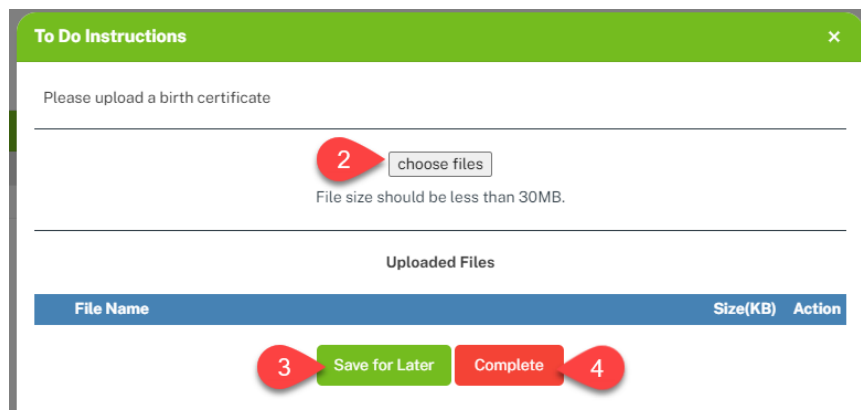 To Do Instructions ×
Please upload a birth certificate
2 choose files
File size should be less than 30MB.
Uploaded Files
File Name Size(KB) Action
3 Save for Later Complete 4